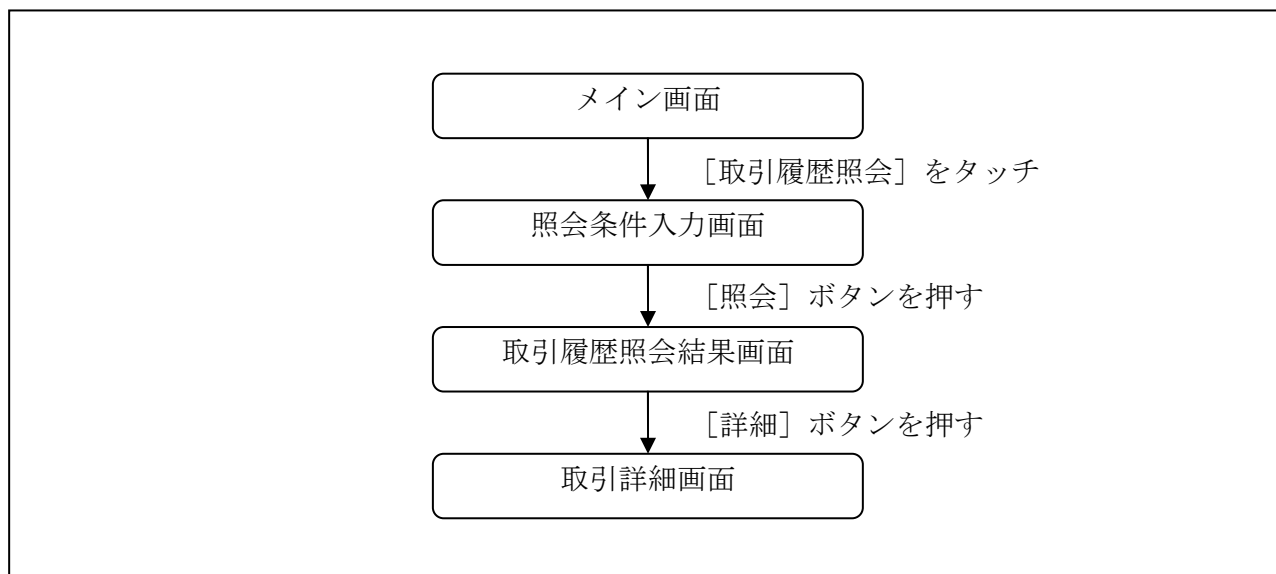 メイン画面
［取引履歴照会］をタッチ
照会条件入力画面
［照会］ボタンを押す
取引履歴照会結果画面
［詳細］ボタンを押す
取引詳細画面